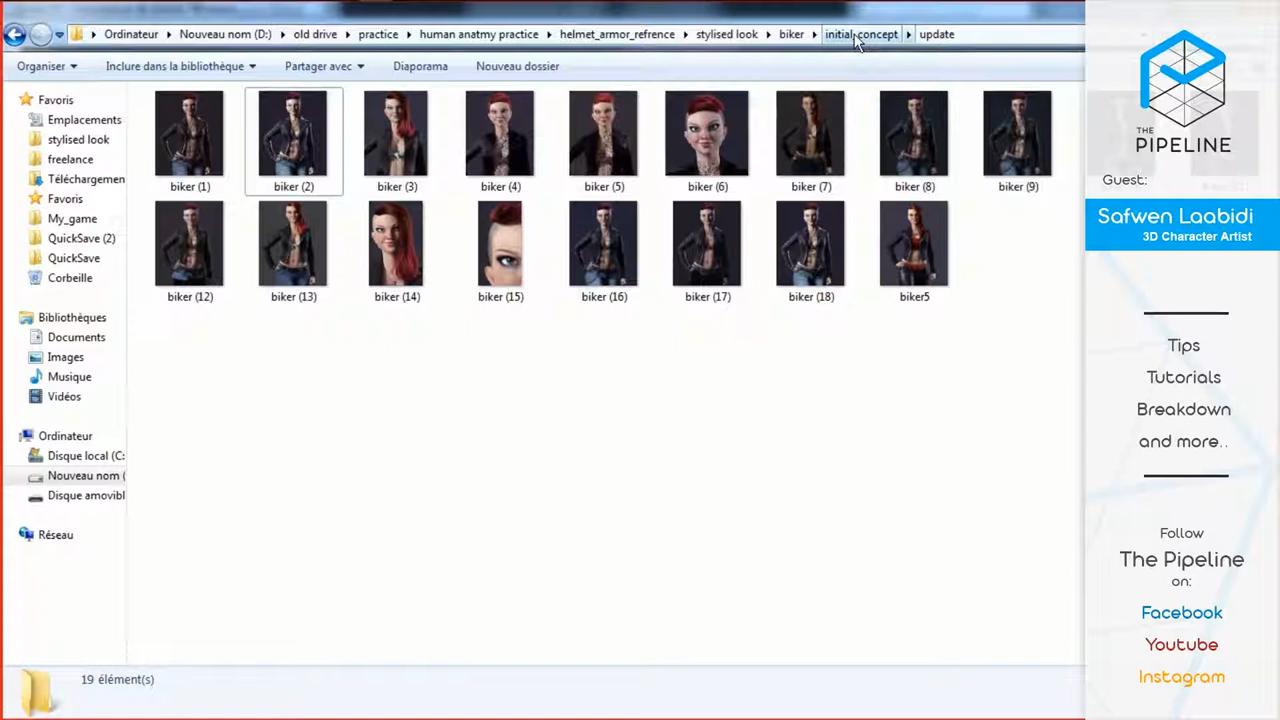 Ordinateur Nouveau nom (D:) old drive practice human anatmy practice helmet_armor_refrence stylised look biker initial concept update
Organiser Inclure dans la bibliothèque Partager avec Diaporama Nouveau dossier
Favoris
Emplacements
stylised look
freelance
Téléchargemen
Favoris
My_game
QuickSave (2)
QuickSave
Corbeille
Bibliothèques
Documents
Images
Musique
Vidéos
Ordinateur
Disque local (C:
Nouveau nom (
Disque amovibl
Réseau
biker (1) biker (2) biker (3) biker (4) biker (5) biker (6) biker (7) biker (8) biker (9)
biker (12) biker (13) biker (14) biker (15) biker (16) biker (17) biker (18) biker5
19 élément(s)
THE
PIPELINE
Guest:
Safwen Laabidi
3D Character Artist
Tips
Tutorials
Breakdown
and more..
Follow
The Pipeline
on:
Facebook
Youtube
Instagram